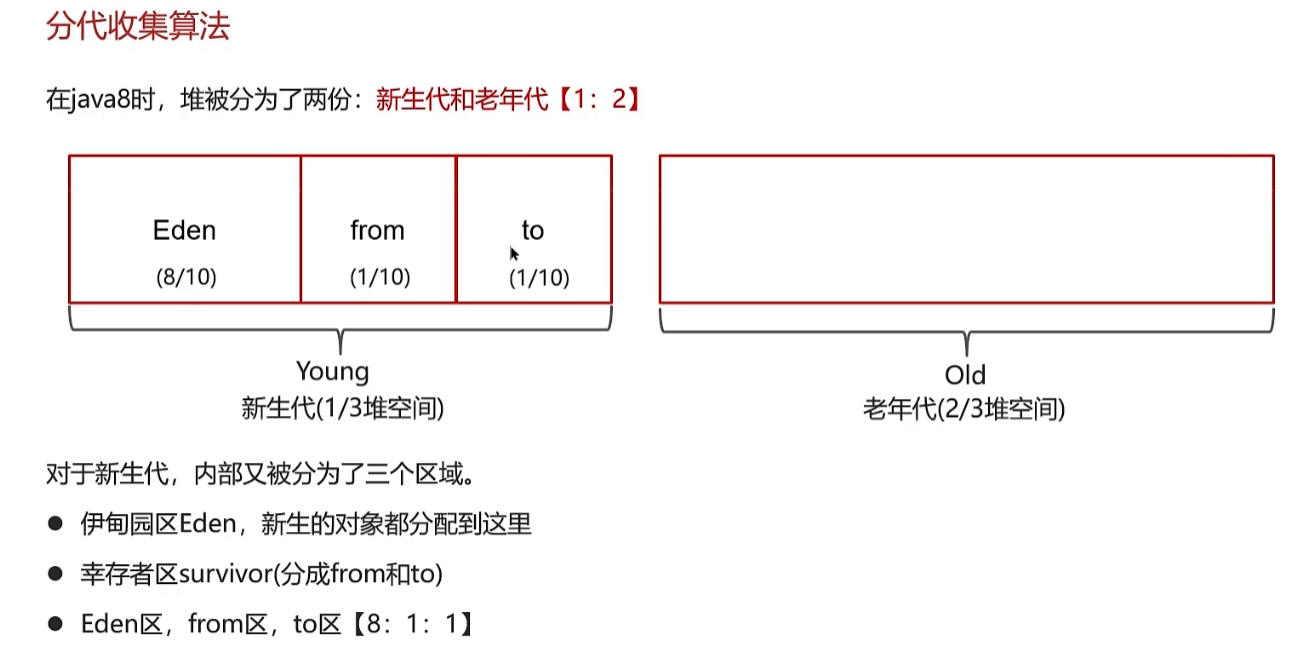 分代收集算法
在java8时，堆被分为了两份：新生代和老年代【1：2】
Eden from to
(8/10) (1/10) (1/10)
Young
新生代(1/3堆空间)
Old
老年代(2/3堆空间)
对于新生代，内部又被分为了三个区域。
● 伊甸园区Eden，新生的对象都分配到这里
● 幸存者区survivor(分成from和to)
● Eden区，from区，to区【8：1：1】